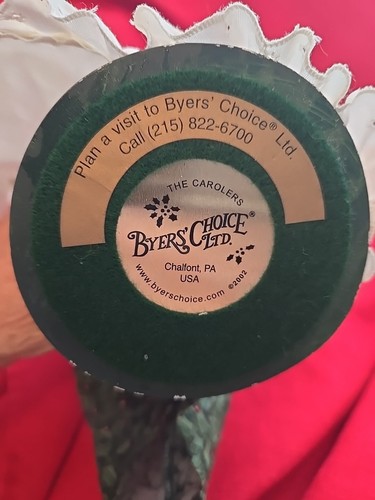 Plan a visit to Byers' Choice® Ltd.
Call (215) 822-6700
THE CAROLERS
BYERS' CHOICE®
LTD.
Chalfont, PA
USA
www.byerschoice.com ©2002